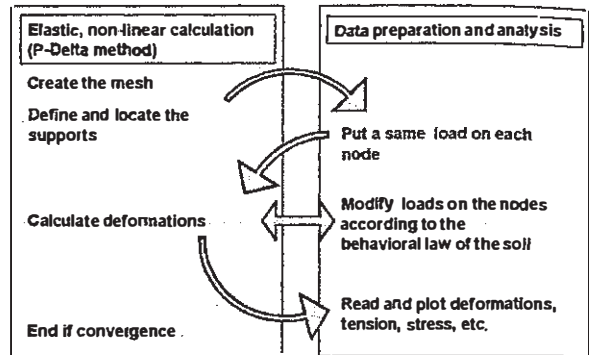 Elastic, non-linear calculation
(P-Delta method)
Create the mesh
Define and locate the
supports
Calculate deformations
End if convergence
Data preparation and analysis
Put a same load on each
node
Modify loads on the nodes
according to the
behavioral law of the soil
Read and plot deformations,
tension, stress, etc.